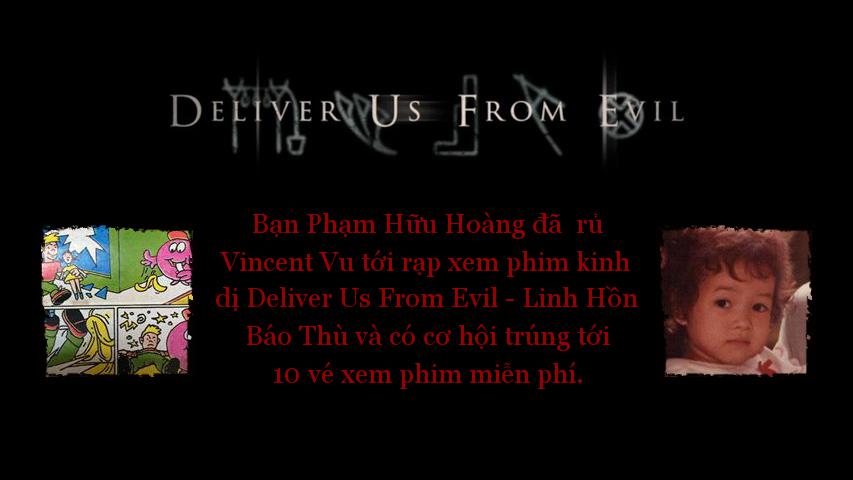 DELIVER US FROM EVIL
Bạn Phạm Hữu Hoàng đã  rủ
Vincent Vu tới rạp xem phim kinh
dị Deliver Us From Evil - Linh Hồn
Báo Thù và có cơ hội trúng tới
10 vé xem phim miễn phí.